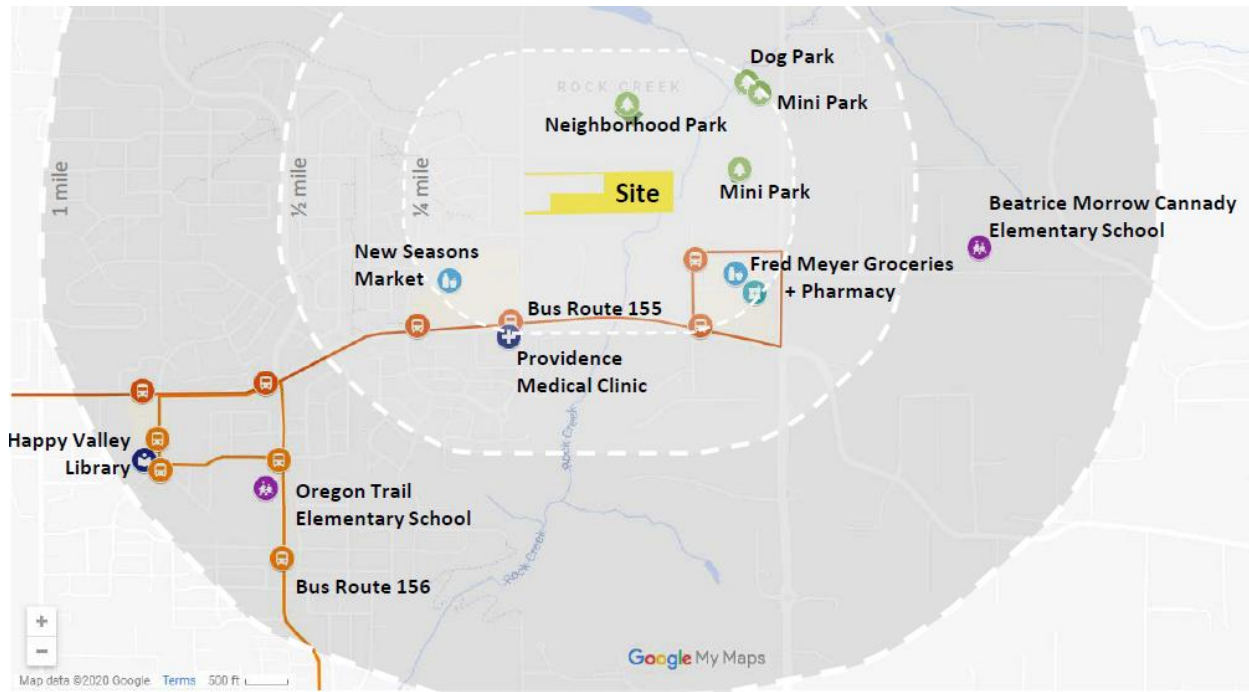 Dog Park
ROCK CREEK
Mini Park
Neighborhood Park
1 mile
½ mile
¼ mile
Site
Mini Park
Beatrice Morrow Cannady
Elementary School
New Seasons
Market
Fred Meyer Groceries
+ Pharmacy
Bus Route 155
Providence
Medical Clinic
Happy Valley
Library
Rock Creek
Oregon Trail
Elementary School
Rock Creek
Bus Route 156
+
−
Google My Maps
Map data ©2020 Google
Terms
500 ft